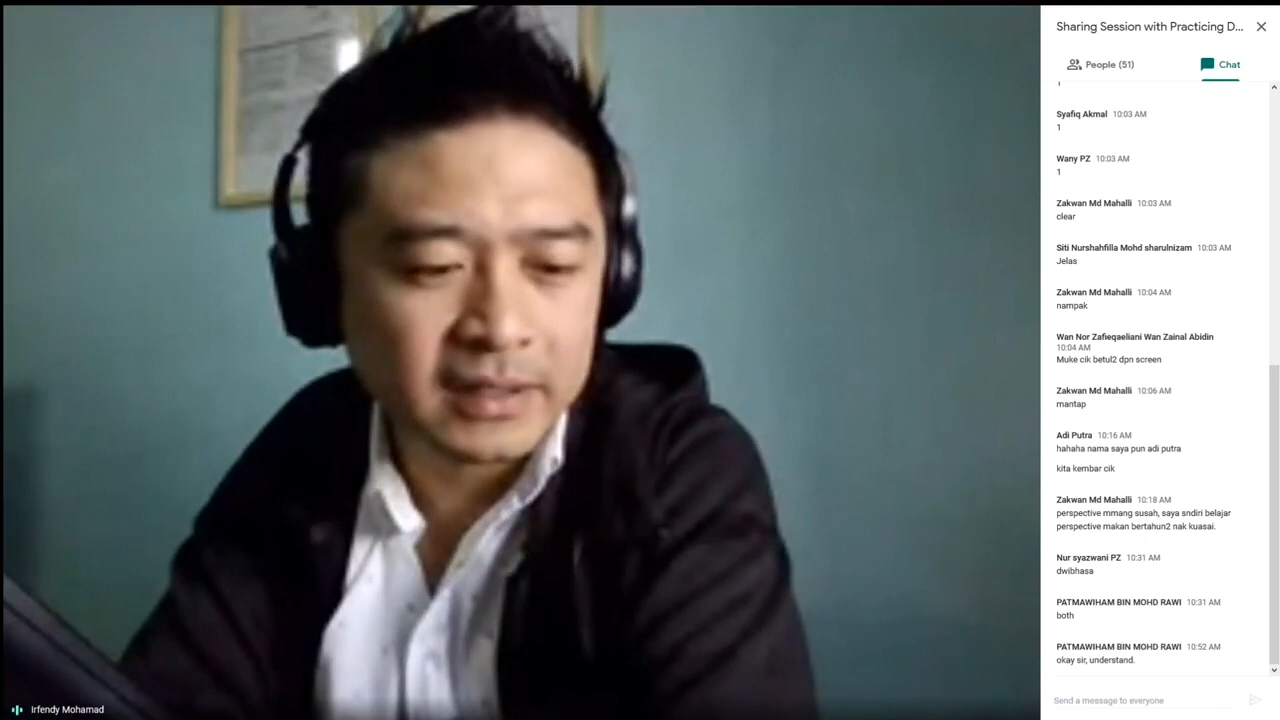 Sharing Session with Practicing D...
People (51)
Chat
Syafiq Akmal 10:03 AM
1
Wany PZ 10:03 AM
1
Zakwan Md Mahalli 10:03 AM
clear
Siti Nurshahfilla Mohd sharulnizam 10:03 AM
Jelas
Zakwan Md Mahalli 10:04 AM
nampak
Wan Nor Zafieqaeliani Wan Zainal Abidin
10:04 AM
Muke cik betul2 dpn screen
Zakwan Md Mahalli 10:06 AM
mantap
Adi Putra 10:16 AM
hahaha nama saya pun adi putra
kita kembar cik
Zakwan Md Mahalli 10:18 AM
perspective mmang susah, saya sndiri belajar
perspective makan bertahun2 nak kuasai.
Nur syazwani PZ 10:31 AM
dwibhasa
PATMAWIHAM BIN MOHD RAWI 10:31 AM
both
PATMAWIHAM BIN MOHD RAWI 10:52 AM
okay sir, understand.
Send a message to everyone
Irfendy Mohamad